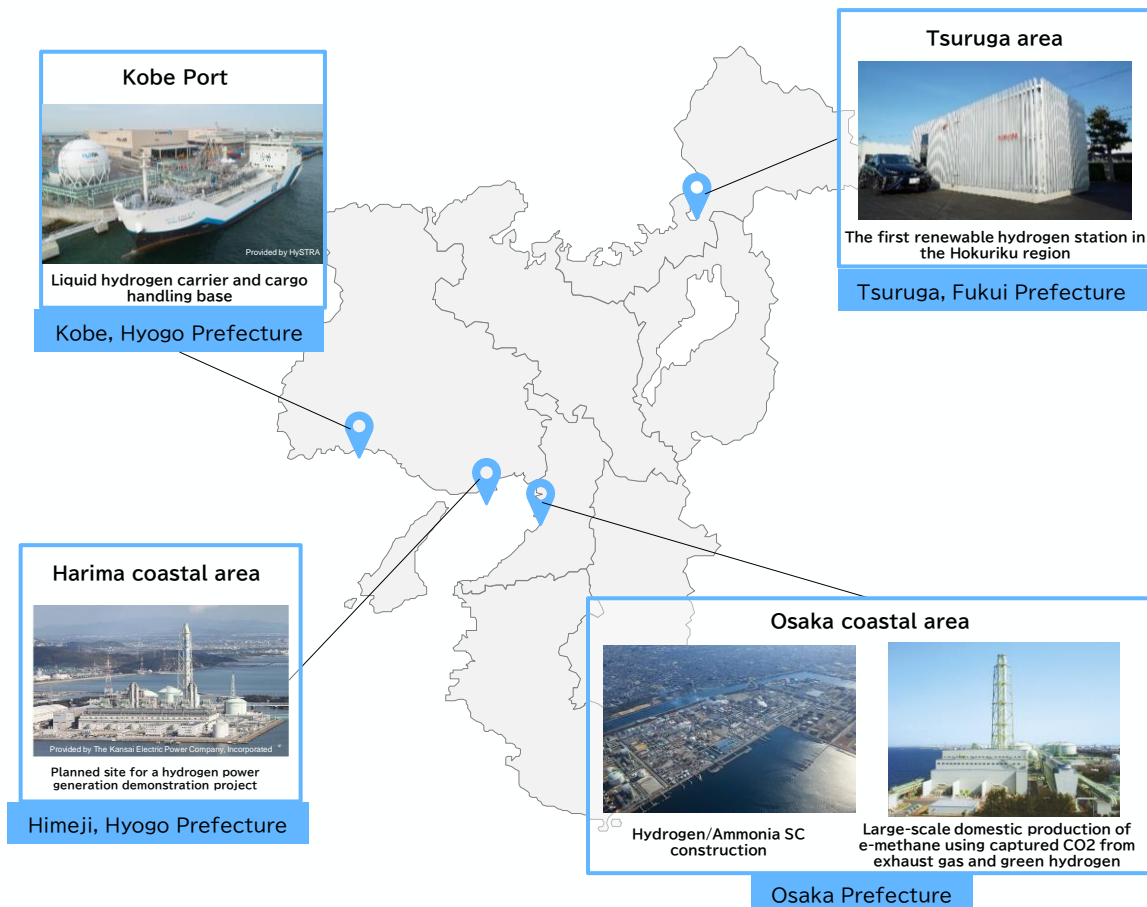 Kobe Port
Provided by HySTRA
Liquid hydrogen carrier and cargo
handling base
Kobe, Hyogo Prefecture
Tsuruga area
The first renewable hydrogen station in
the Hokuriku region
Tsuruga, Fukui Prefecture
Harima coastal area
Provided by The Kansai Electric Power Company, Incorporated
Planned site for a hydrogen power
generation demonstration project
Himeji, Hyogo Prefecture
Osaka coastal area
Hydrogen/Ammonia SC
construction
Large-scale domestic production of
e-methane using captured CO2 from
exhaust gas and green hydrogen
Osaka Prefecture